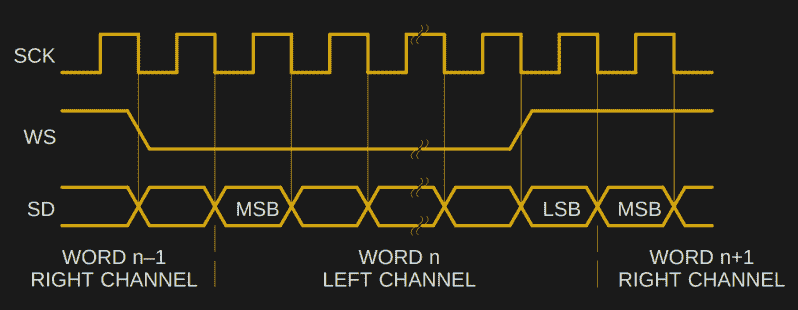 SCK
WS
SD
MSB
LSB
MSB
WORD n–1
RIGHT CHANNEL
WORD n
LEFT CHANNEL
WORD n+1
RIGHT CHANNEL